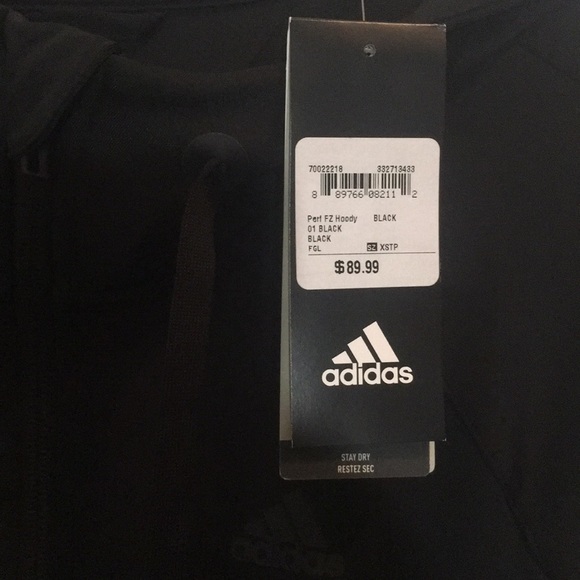 70022218 332713433
8 89766 08211 2
Perf FZ Hoody BLACK
01 BLACK
BLACK
FGL SZ XSTP
$89.99
adidas
STAY DRY
RESTEZ SEC
adidas